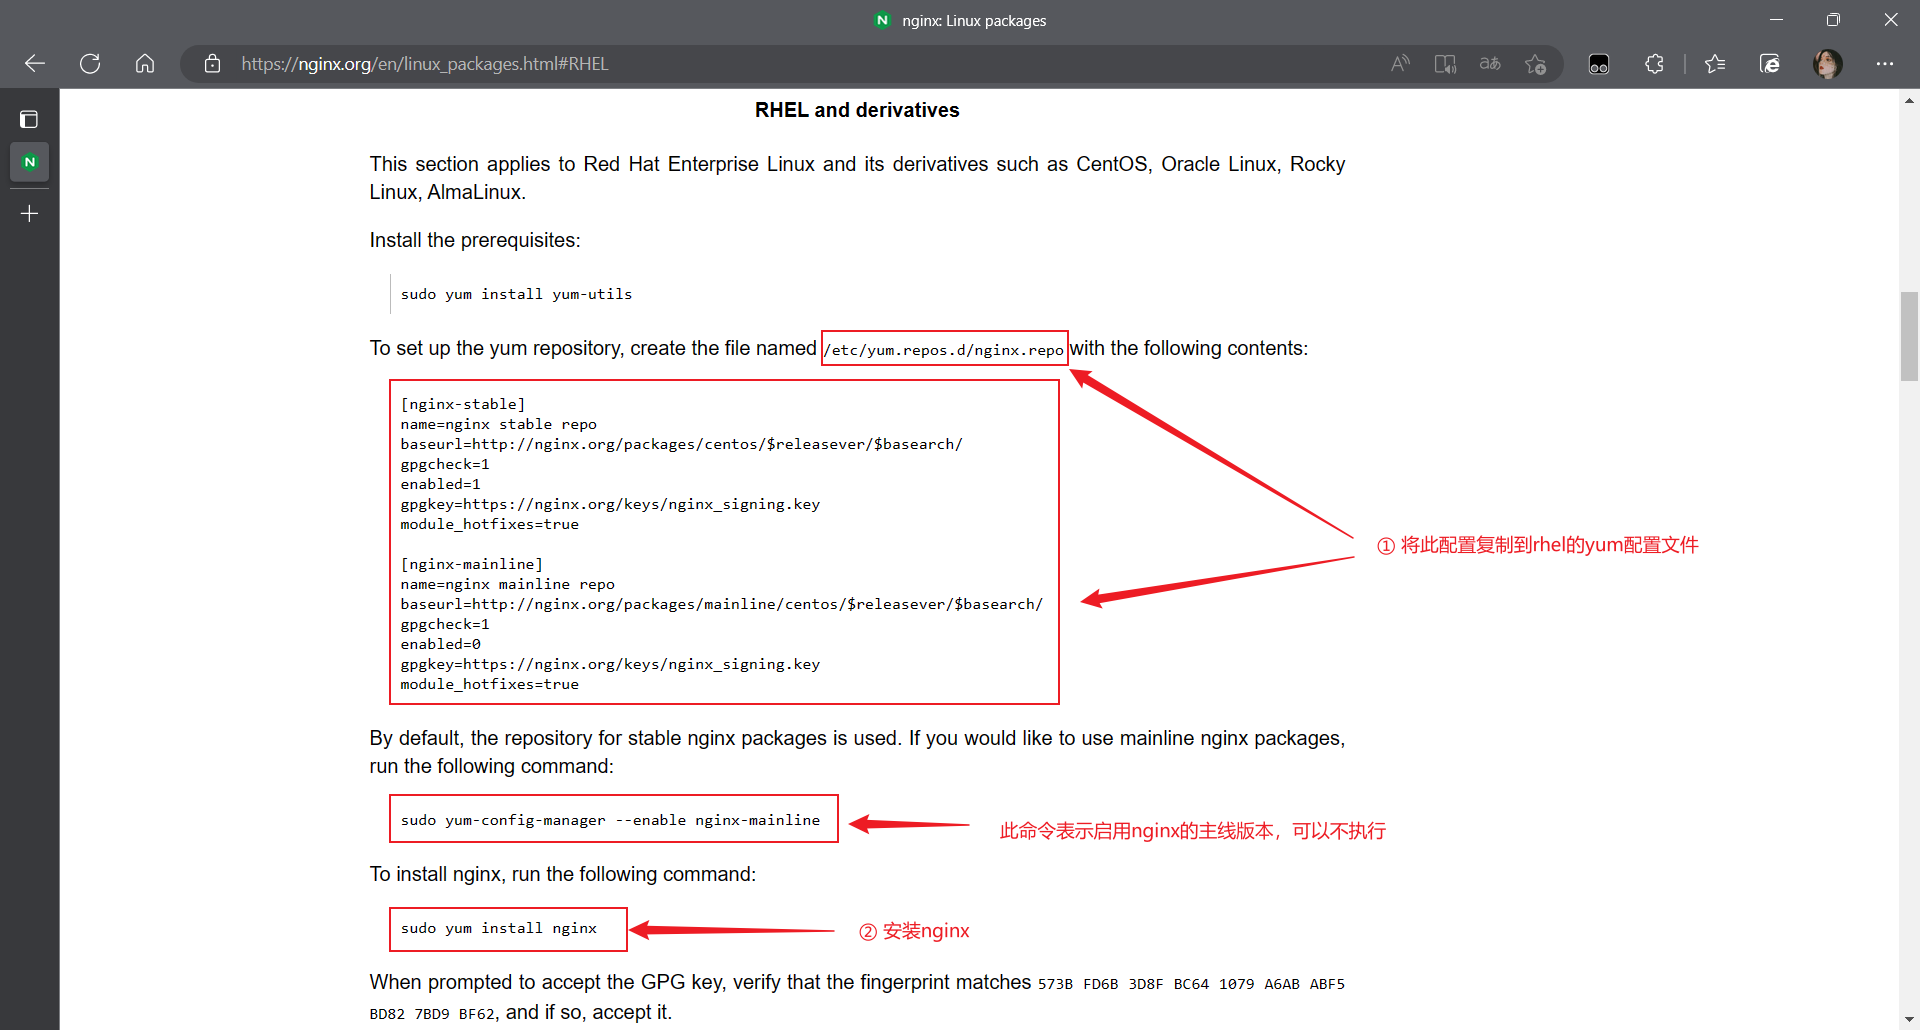 nginx: Linux packages
https://nginx.org/en/linux_packages.html#RHEL
RHEL and derivatives
This section applies to Red Hat Enterprise Linux and its derivatives such as CentOS, Oracle Linux, Rocky
Linux, AlmaLinux.
Install the prerequisites:
sudo yum install yum-utils
To set up the yum repository, create the file named /etc/yum.repos.d/nginx.repo with the following contents:
[nginx-stable]
name=nginx stable repo
baseurl=http://nginx.org/packages/centos/$releasever/$basearch/
gpgcheck=1
enabled=1
gpgkey=https://nginx.org/keys/nginx_signing.key
module_hotfixes=true
① 将此配置复制到rhel的yum配置文件
[nginx-mainline]
name=nginx mainline repo
baseurl=http://nginx.org/packages/mainline/centos/$releasever/$basearch/
gpgcheck=1
enabled=0
gpgkey=https://nginx.org/keys/nginx_signing.key
module_hotfixes=true
By default, the repository for stable nginx packages is used. If you would like to use mainline nginx packages,
run the following command:
sudo yum-config-manager --enable nginx-mainline
此命令表示启用nginx的主线版本，可以不执行
To install nginx, run the following command:
sudo yum install nginx
② 安装nginx
When prompted to accept the GPG key, verify that the fingerprint matches 573B FD6B 3D8F BC64 1079 A6AB ABF5
BD82 7BD9 BF62, and if so, accept it.